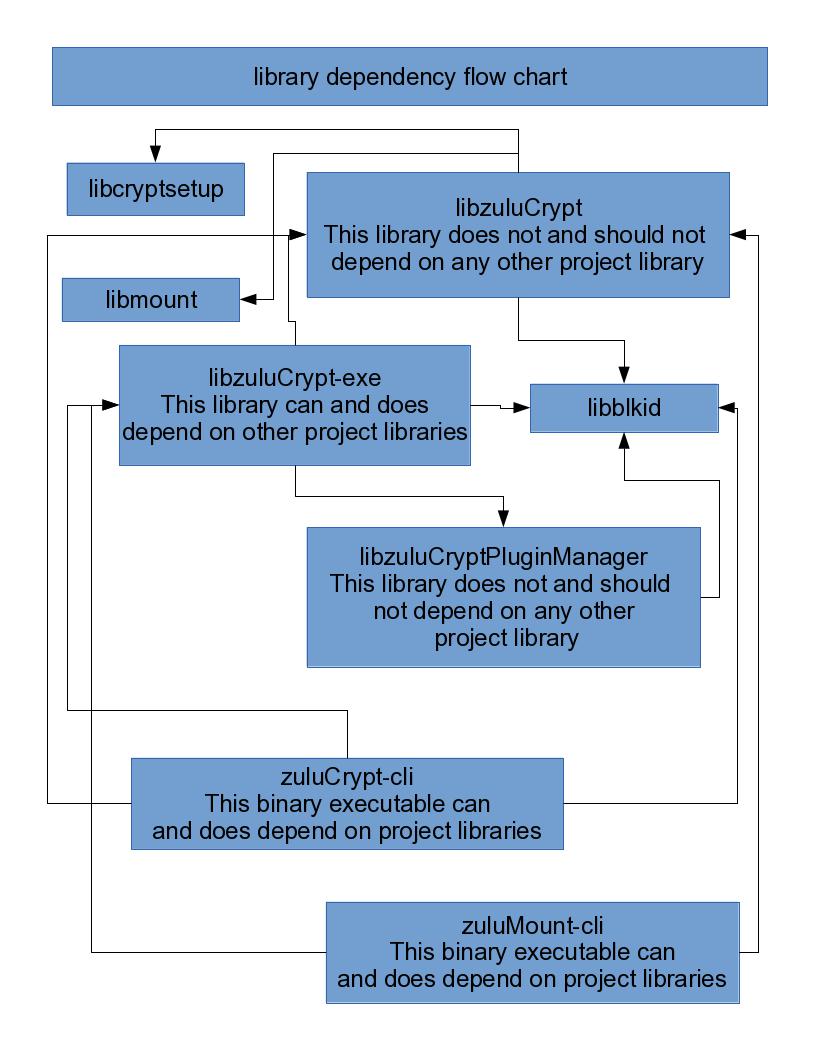 library dependency flow chart
libcryptsetup
libzuluCrypt
This library does not and should not
depend on any other project library
libmount
libzuluCrypt-exe
This library can and does
depend on other project libraries
libblkid
libzuluCryptPluginManager
This library does not and should
not depend on any other
project library
zuluCrypt-cli
This binary executable can
and does depend on project libraries
zuluMount-cli
This binary executable can
and does depend on project libraries